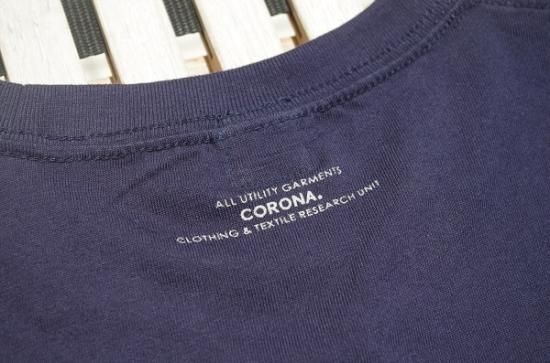 ALL UTILITY GARMENTS
CORONA.
CLOTHING & TEXTILE RESEARCH UNIT